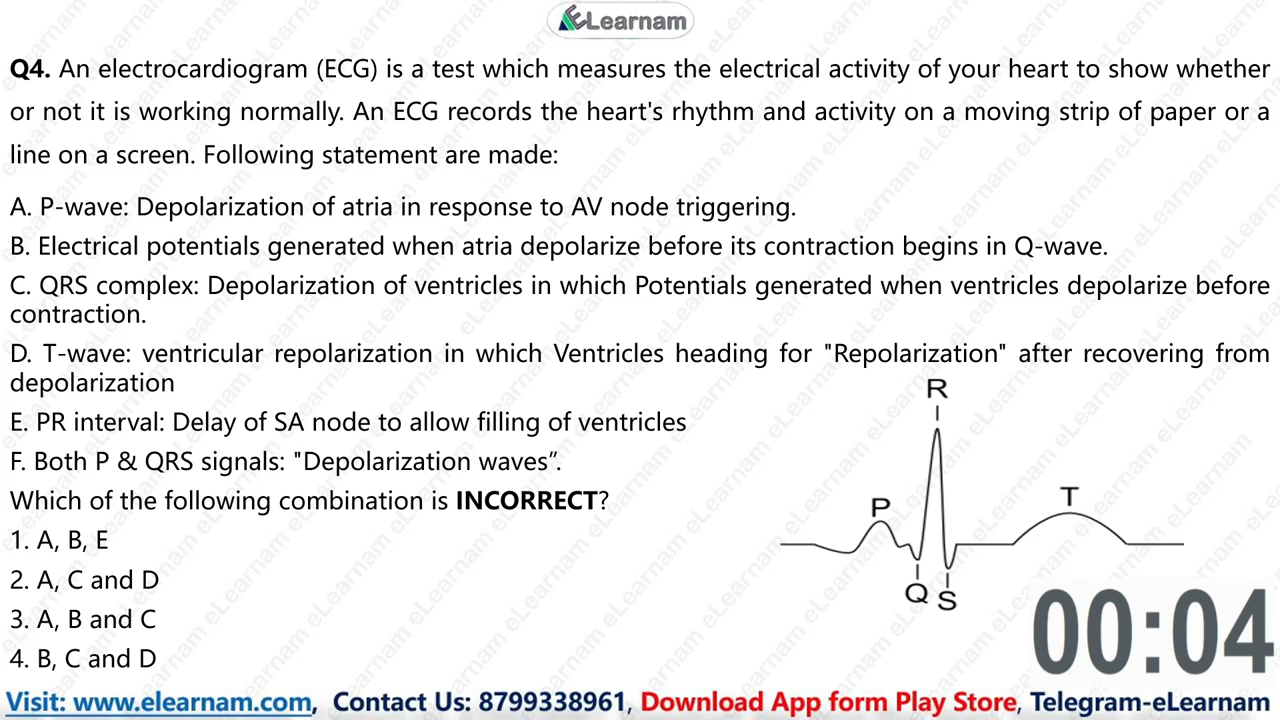 eLearnam
Q4. An electrocardiogram (ECG) is a test which measures the electrical activity of your heart to show whether
or not it is working normally. An ECG records the heart's rhythm and activity on a moving strip of paper or a
line on a screen. Following statement are made:
A. P-wave: Depolarization of atria in response to AV node triggering.
B. Electrical potentials generated when atria depolarize before its contraction begins in Q-wave.
C. QRS complex: Depolarization of ventricles in which Potentials generated when ventricles depolarize before
contraction.
D. T-wave: ventricular repolarization in which Ventricles heading for "Repolarization" after recovering from
depolarization
E. PR interval: Delay of SA node to allow filling of ventricles
F. Both P & QRS signals: "Depolarization waves”.
Which of the following combination is INCORRECT?
1. A, B, E
2. A, C and D
3. A, B and C
4. B, C and D
R
P
T
Q S
00:04
Visit: www.elearnam.com, Contact Us: 8799338961, Download App form Play Store, Telegram-eLearnam